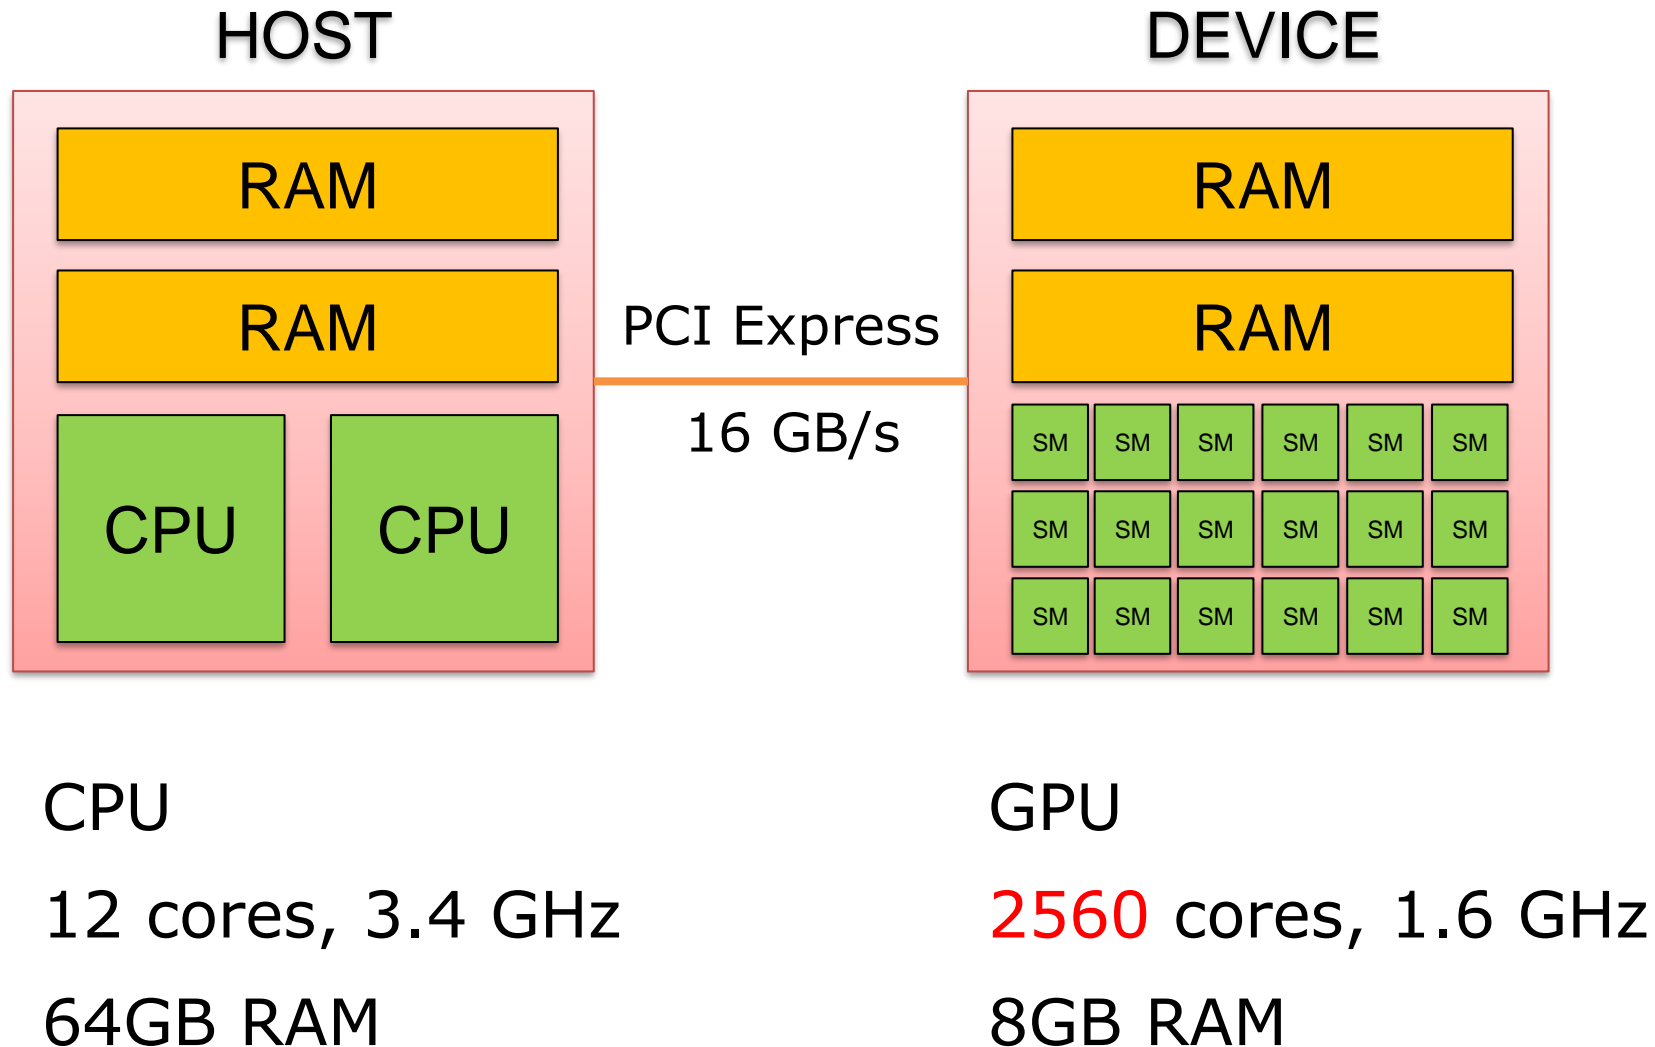 HOST
RAM
RAM
CPU CPU
PCI Express
16 GB/s
DEVICE
RAM
RAM
SM SM SM SM SM SM
SM SM SM SM SM SM
SM SM SM SM SM SM
CPU
12 cores, 3.4 GHz
64GB RAM
GPU
2560 cores, 1.6 GHz
8GB RAM